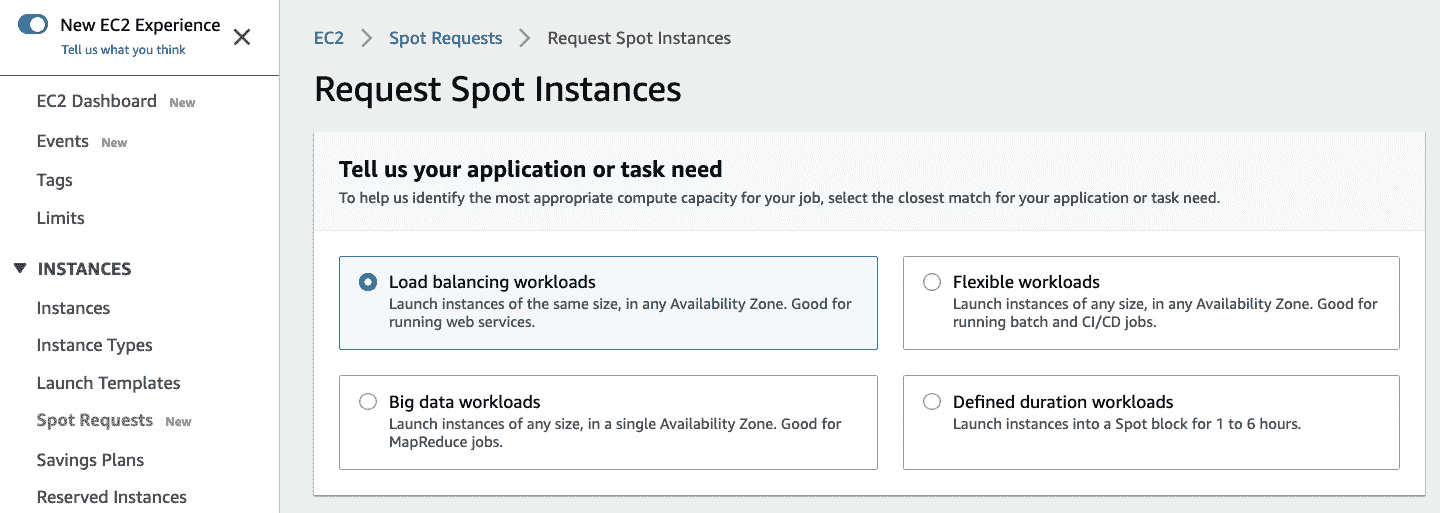 New EC2 Experience
Tell us what you think
EC2 Dashboard New
Events New
Tags
Limits
INSTANCES
Instances
Instance Types
Launch Templates
Spot Requests New
Savings Plans
Reserved Instances
EC2 > Spot Requests > Request Spot Instances
Request Spot Instances
Tell us your application or task need
To help us identify the most appropriate compute capacity for your job, select the closest match for your application or task need.
Load balancing workloads
Launch instances of the same size, in any Availability Zone. Good for
running web services.
Flexible workloads
Launch instances of any size, in any Availability Zone. Good for
running batch and CI/CD jobs.
Big data workloads
Launch instances of any size, in a single Availability Zone. Good for
MapReduce jobs.
Defined duration workloads
Launch instances into a Spot block for 1 to 6 hours.